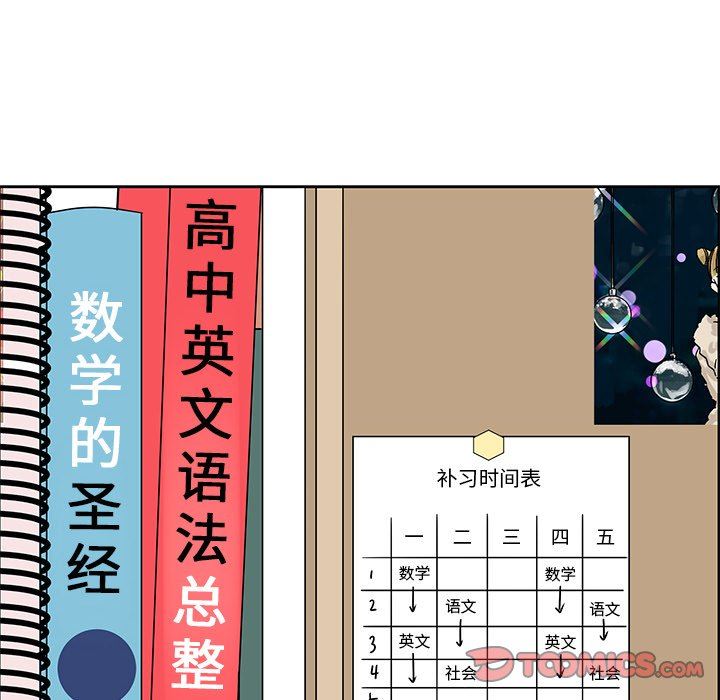 数学的圣经
高中英文语法总整
补习时间表
一 二 三 四 五
1 数学 数学
2 语文 语文
3 英文 英文
4 社会 社会
TOOMICS.COM